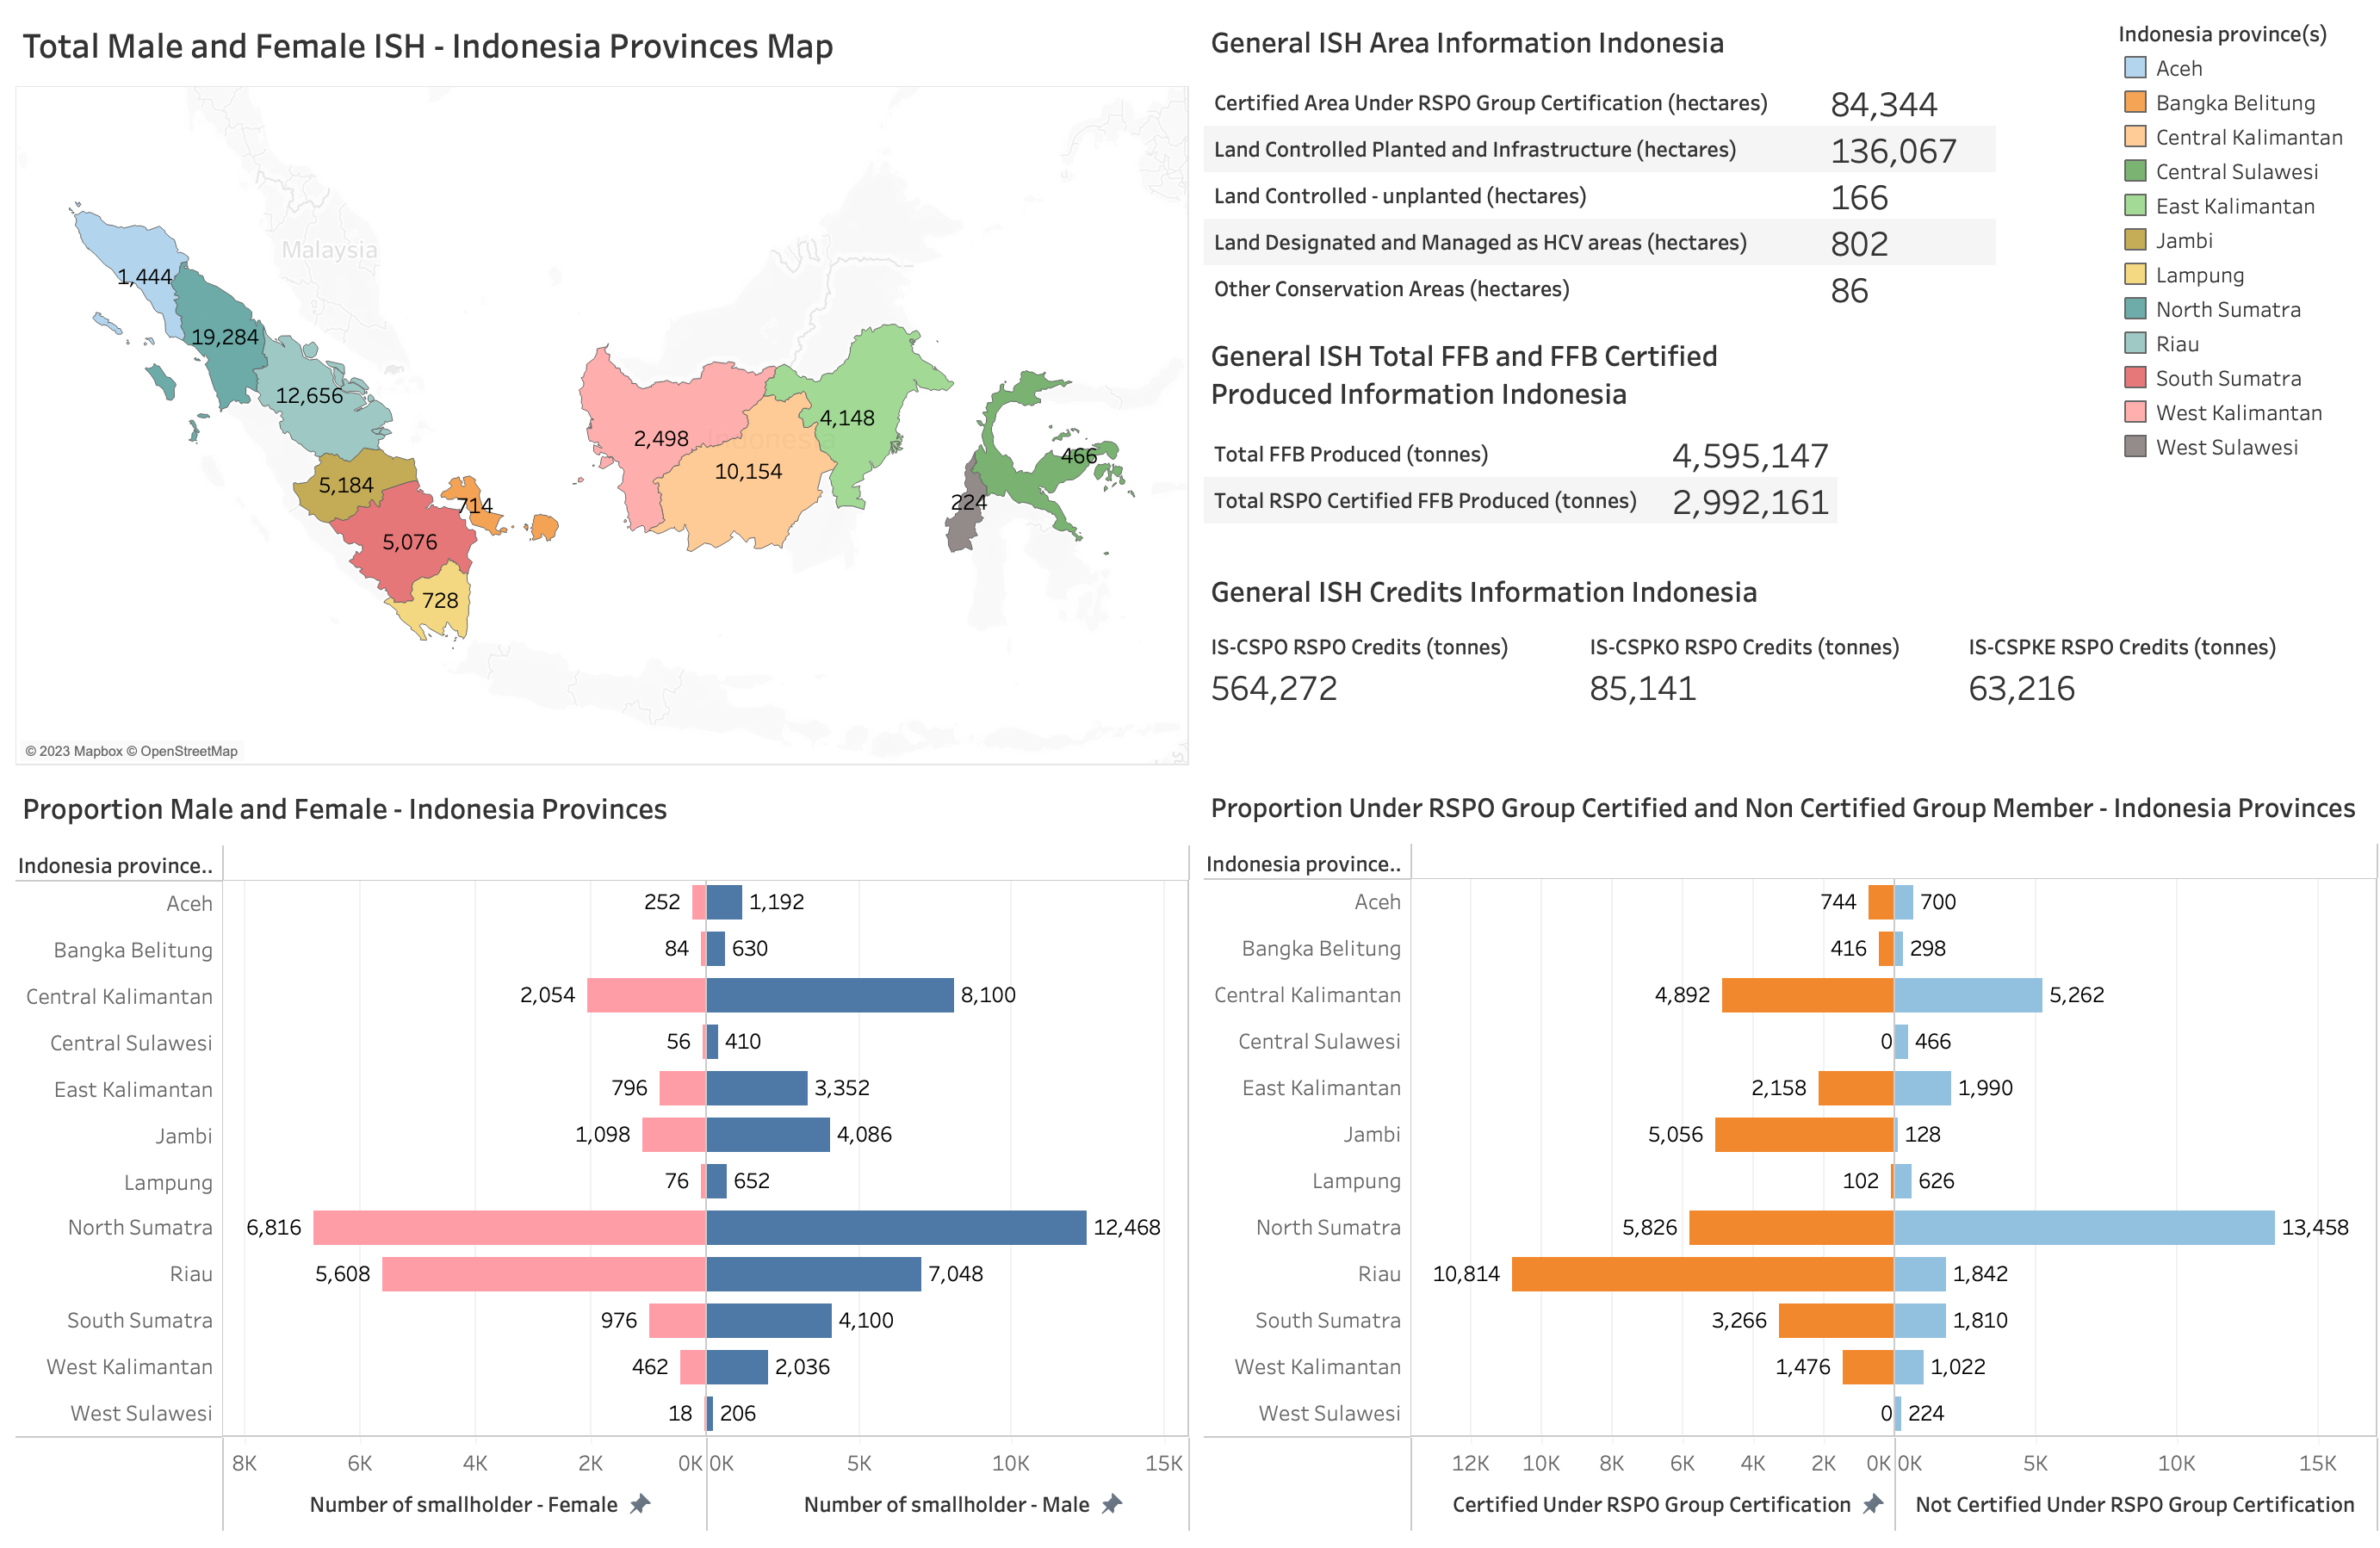 Total Male and Female ISH - Indonesia Provinces Map
Malaysia
1,444
19,284
12,656
5,184
714
5,076
728
2,498
Indonesia
10,154
4,148
466
224
© 2023 Mapbox © OpenStreetMap
General ISH Area Information Indonesia
Certified Area Under RSPO Group Certification (hectares) 84,344
Land Controlled Planted and Infrastructure (hectares) 136,067
Land Controlled - unplanted (hectares) 166
Land Designated and Managed as HCV areas (hectares) 802
Other Conservation Areas (hectares) 86
General ISH Total FFB and FFB Certified
Produced Information Indonesia
Total FFB Produced (tonnes) 4,595,147
Total RSPO Certified FFB Produced (tonnes) 2,992,161
General ISH Credits Information Indonesia
IS-CSPO RSPO Credits (tonnes) IS-CSPKO RSPO Credits (tonnes) IS-CSPKE RSPO Credits (tonnes)
564,272 85,141 63,216
Indonesia province(s)
Aceh
Bangka Belitung
Central Kalimantan
Central Sulawesi
East Kalimantan
Jambi
Lampung
North Sumatra
Riau
South Sumatra
West Kalimantan
West Sulawesi
Proportion Male and Female - Indonesia Provinces
Indonesia province..
Aceh 252 1,192
Bangka Belitung 84 630
Central Kalimantan 2,054 8,100
Central Sulawesi 56 410
East Kalimantan 796 3,352
Jambi 1,098 4,086
Lampung 76 652
North Sumatra 6,816 12,468
Riau 5,608 7,048
South Sumatra 976 4,100
West Kalimantan 462 2,036
West Sulawesi 18 206
8K 6K 4K 2K 0K 0K 5K 10K 15K
Number of smallholder - Female Number of smallholder - Male
Proportion Under RSPO Group Certified and Non Certified Group Member - Indonesia Provinces
Indonesia province..
Aceh 744 700
Bangka Belitung 416 298
Central Kalimantan 4,892 5,262
Central Sulawesi 0 466
East Kalimantan 2,158 1,990
Jambi 5,056 128
Lampung 102 626
North Sumatra 5,826 13,458
Riau 10,814 1,842
South Sumatra 3,266 1,810
West Kalimantan 1,476 1,022
West Sulawesi 0 224
12K 10K 8K 6K 4K 2K 0K 0K 5K 10K 15K
Certified Under RSPO Group Certification Not Certified Under RSPO Group Certification